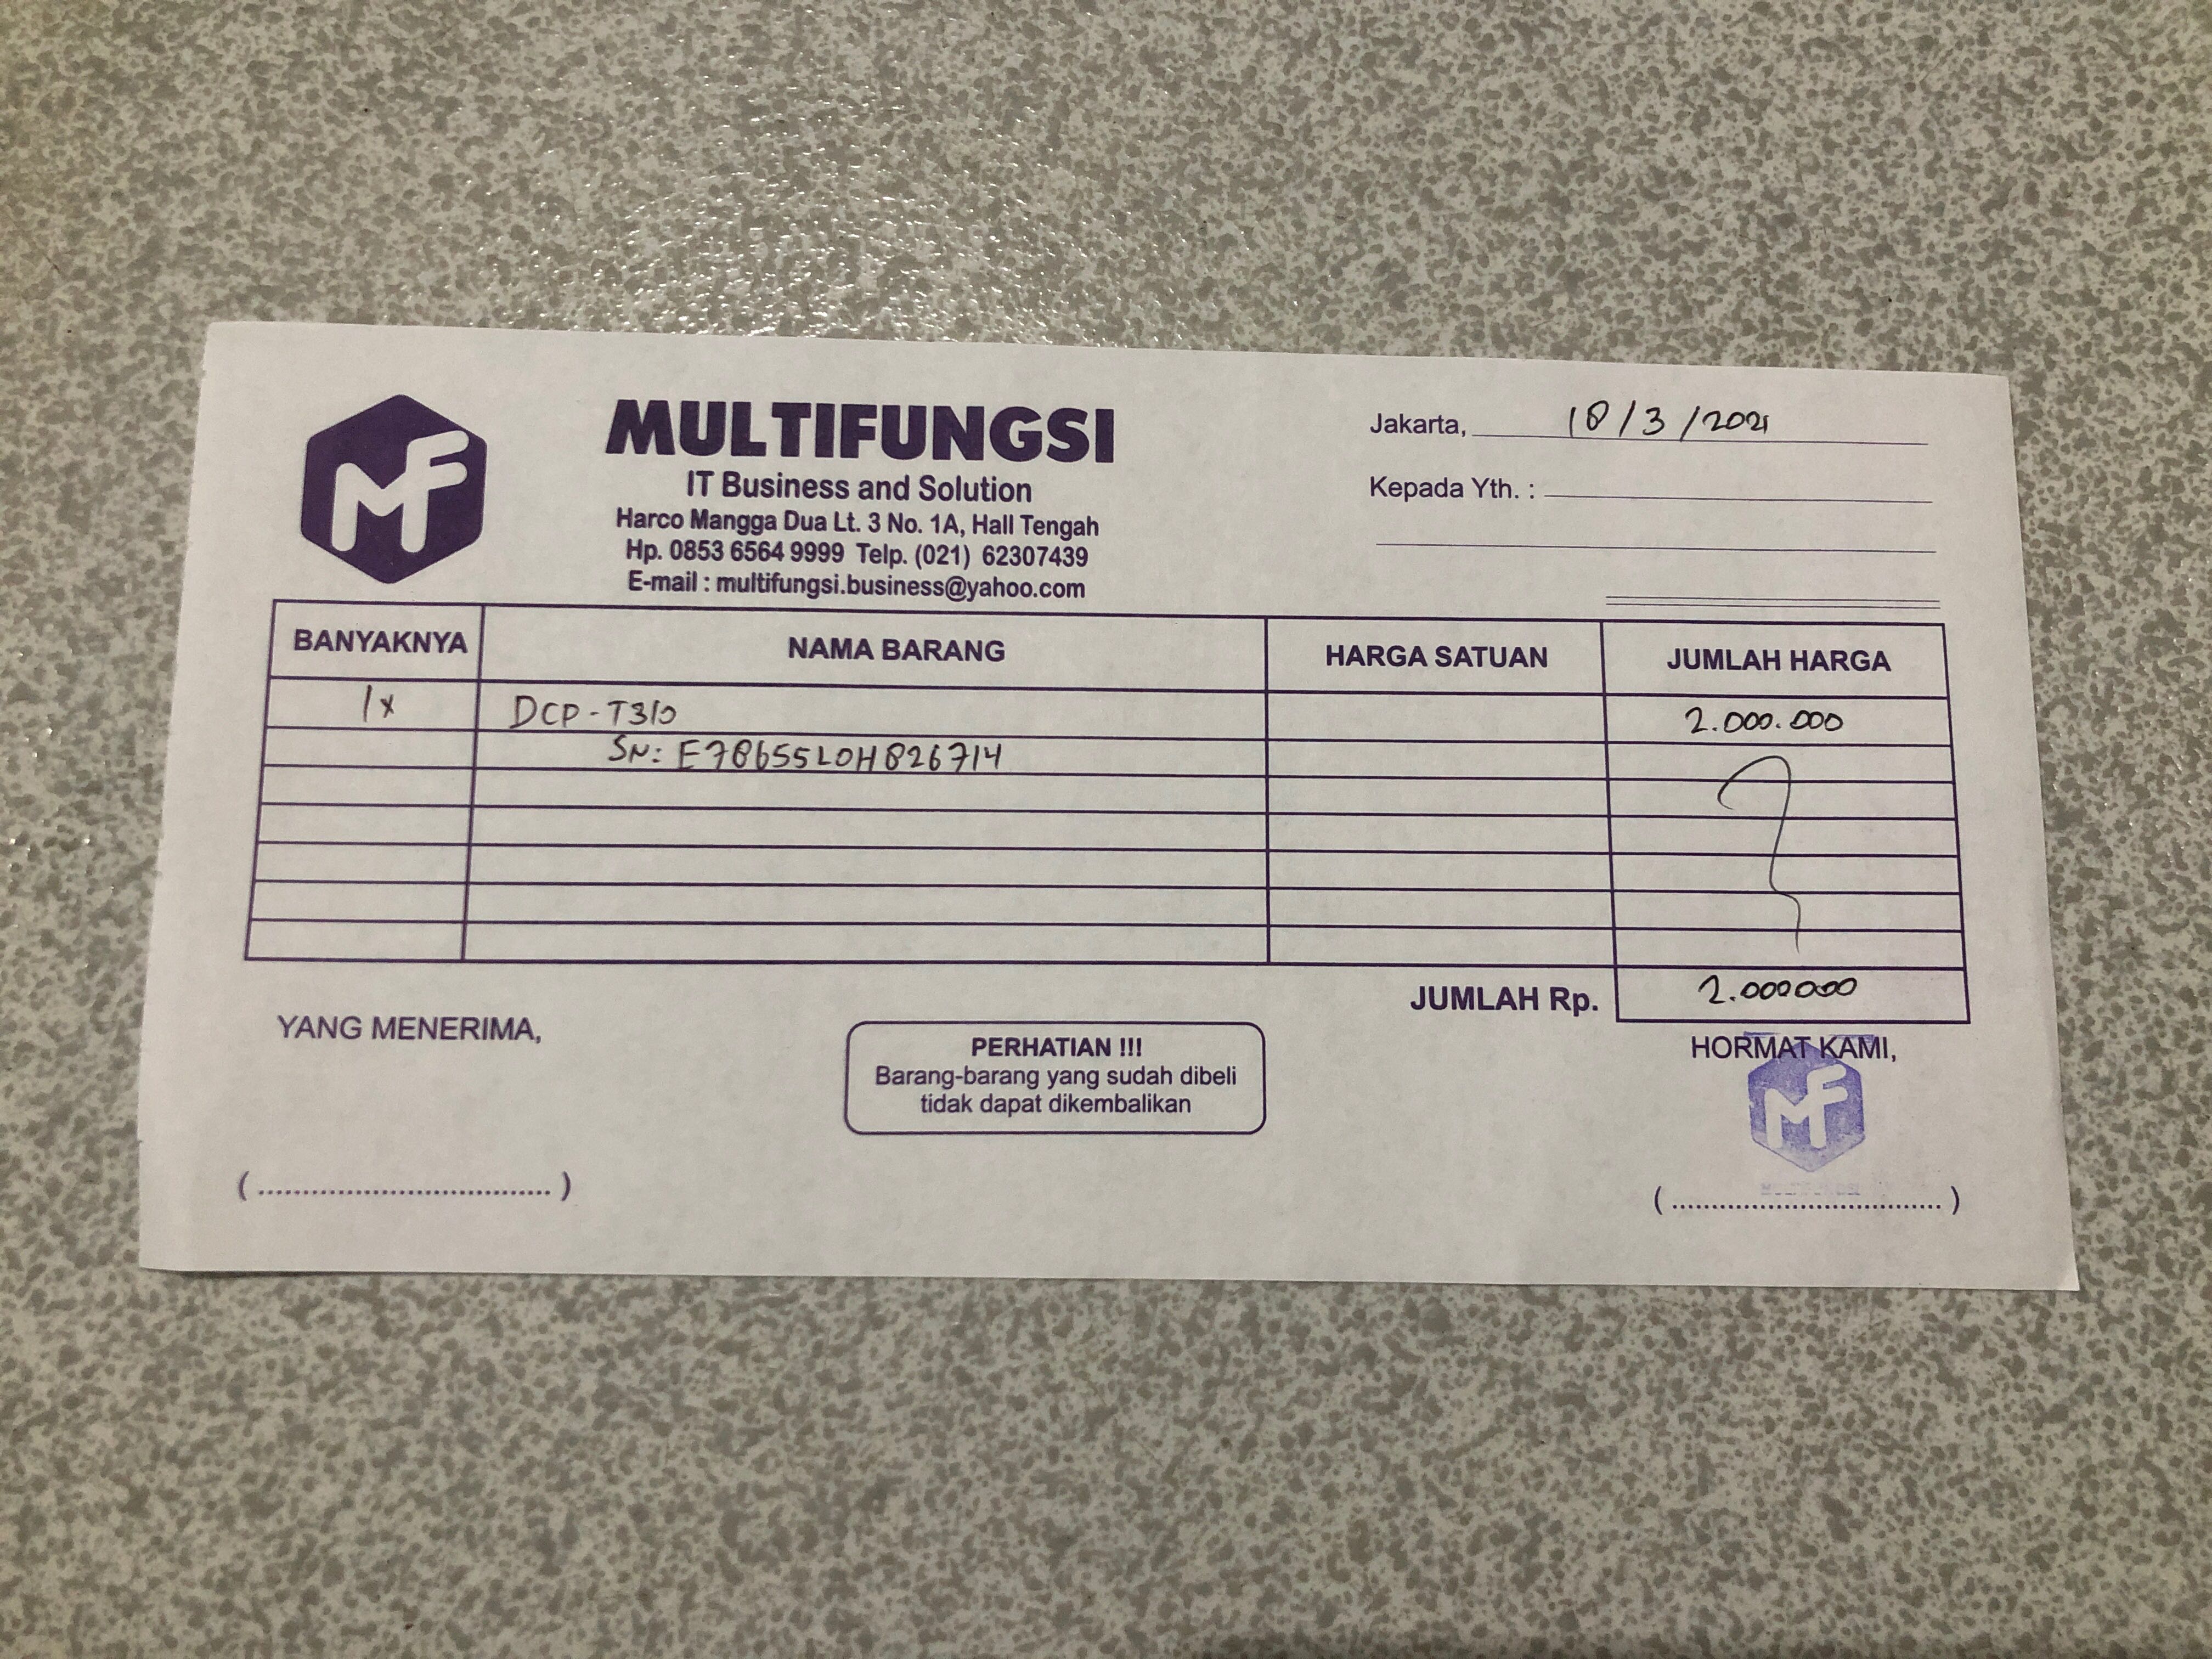 MF
MULTIFUNGSI
IT Business and Solution
Harco Mangga Dua Lt. 3 No. 1A, Hall Tengah
Hp. 0853 6564 9999 Telp. (021) 62307439
E-mail : multifungsi.business@yahoo.com
Jakarta, 18/3/2021
Kepada Yth. :
BANYAKNYA NAMA BARANG HARGA SATUAN JUMLAH HARGA
1x DCP-T310 2.000.000
SN: E78655L0H826714
JUMLAH Rp. 2.000000
YANG MENERIMA,
PERHATIAN !!!
Barang-barang yang sudah dibeli
tidak dapat dikembalikan
HORMAT KAMI,
MF
MULTIFUNGSI
(.................................)
(.................................)